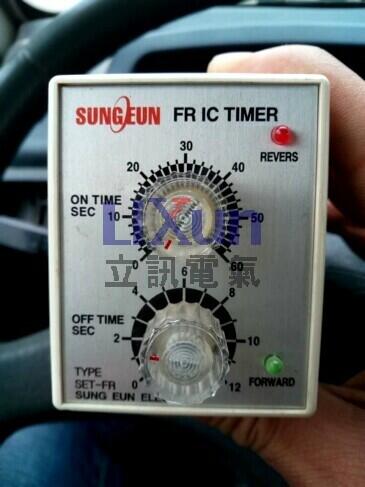 SUNGEUN FR IC TIMER
REVERS
ON TIME
SEC
0 10 20 30 40 50 60
LiXun
立訊電氣
OFF TIME
SEC
0 2 4 6 8 10 12
TYPE
SET-FR
FORWARD
SUNG EUN ELE